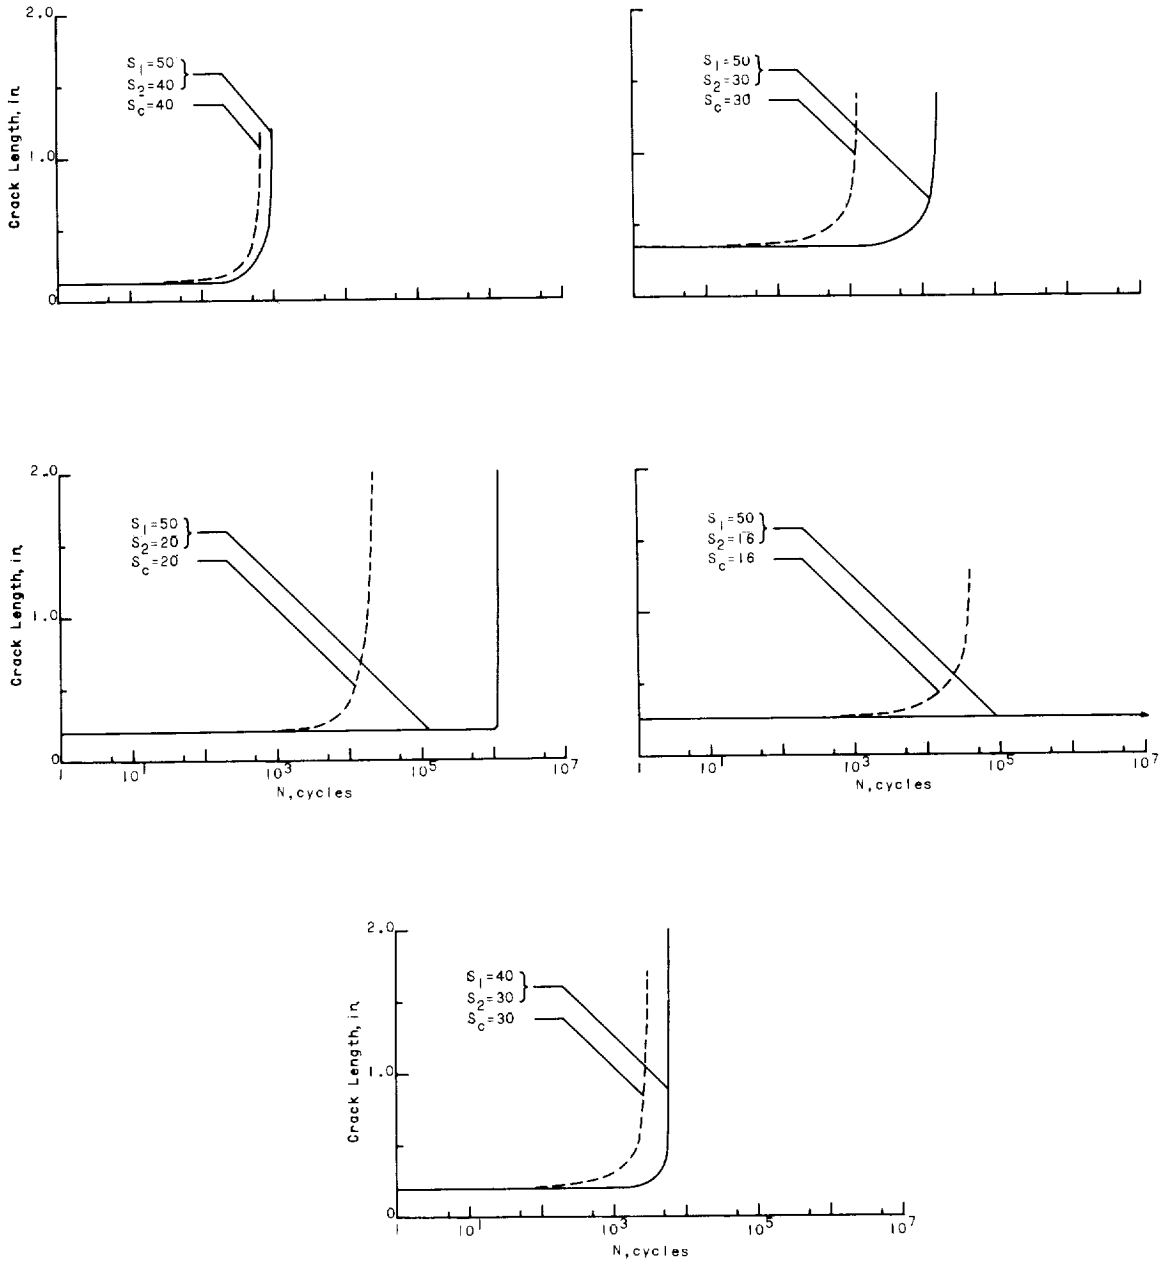 2.0
S1=50
S2=40
Sc=40
1.0
0
Crack Length, in.
S1=50
S2=30
Sc=30
2.0
S1=50
S2=20
Sc=20
1.0
0
Crack Length, in.
1 10^1 10^3 10^5 10^7
N, cycles
S1=50
S2=16
Sc=16
1 10^1 10^3 10^5 10^7
N, cycles
2.0
S1=40
S2=30
Sc=30
1.0
0
Crack Length, in.
1 10^1 10^3 10^5 10^7
N, cycles